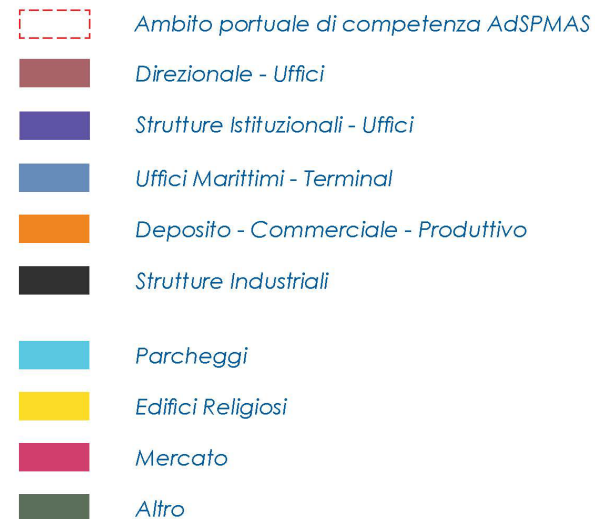 Ambito portuale di competenza AdSPMAS
Direzionale - Uffici
Strutture Istituzionali - Uffici
Uffici Marittimi - Terminal
Deposito - Commerciale - Produttivo
Strutture Industriali
Parcheggi
Edifici Religiosi
Mercato
Altro